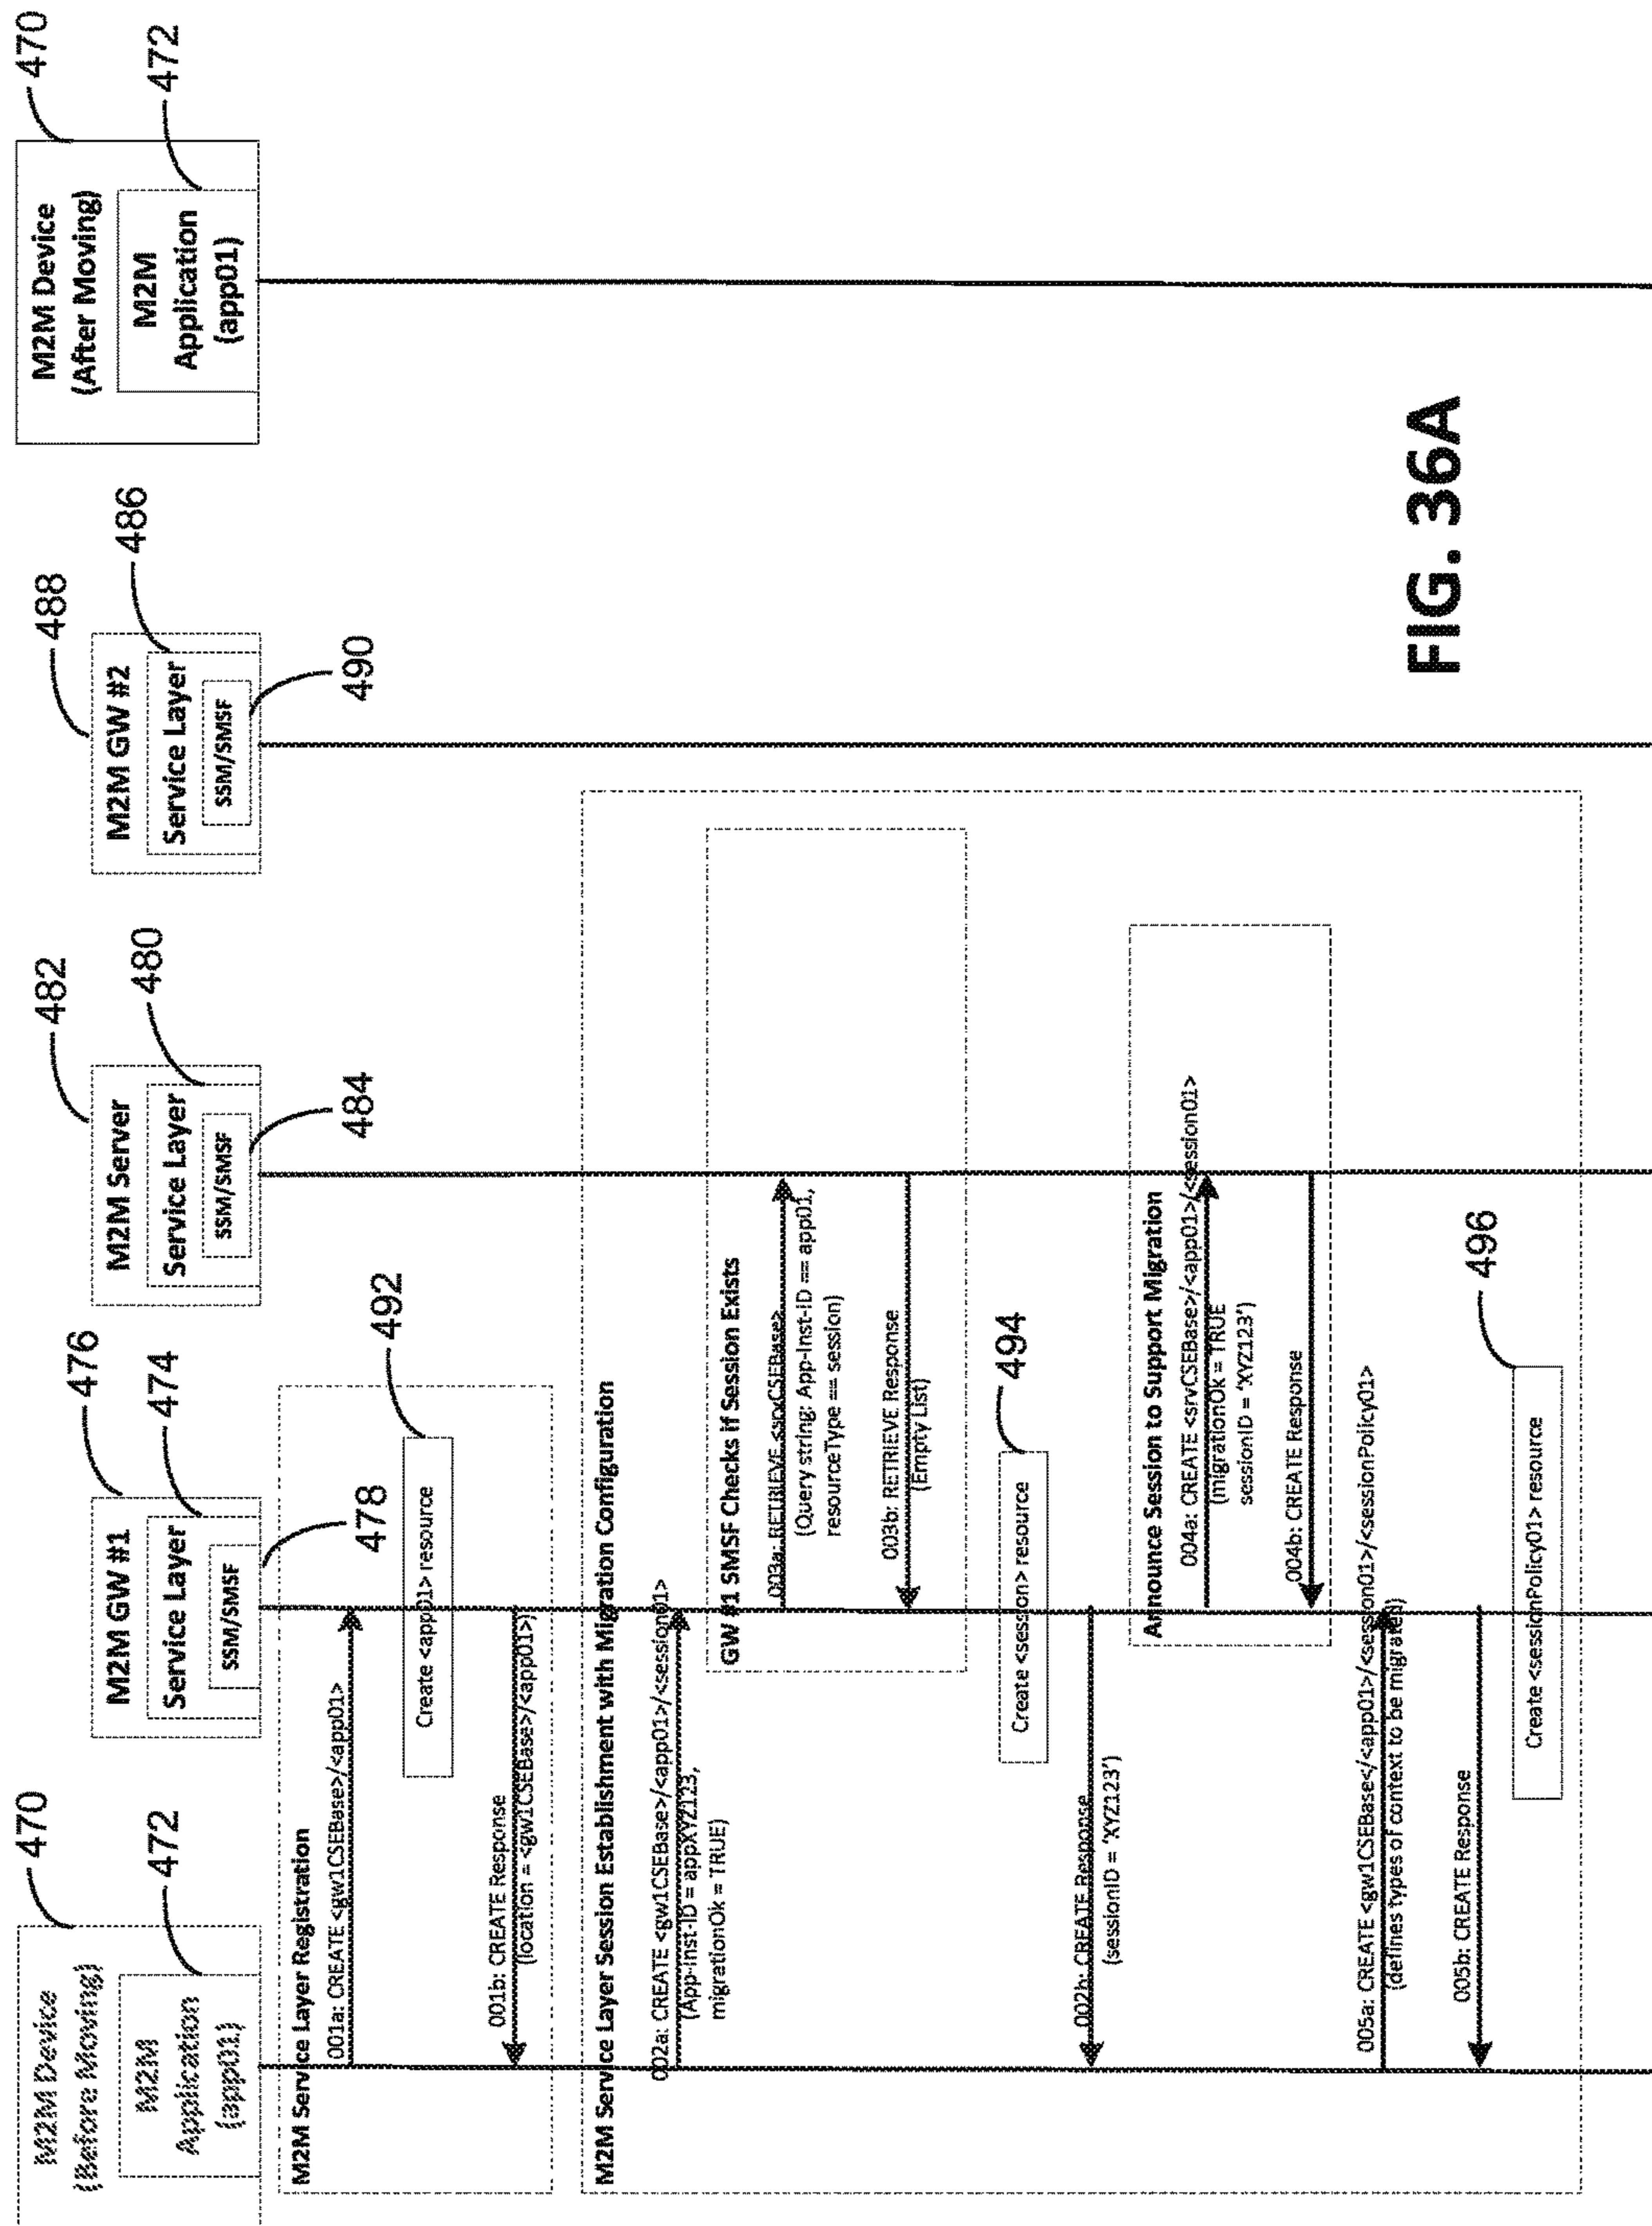 470
M2M Device
(Before Moving)
472
M2M
Application
(app01)
476
M2M GW #1
474
Service Layer
SSM/SMSF
478
482
M2M Server
480
Service Layer
SSM/SMSF
484
488
M2M GW #2
486
Service Layer
SSM/SMSF
490
470
M2M Device
(After Moving)
472
M2M
Application
(app01)
M2M Service Layer Registration
001a: CREATE <gw1CSEBase>/<app01>
492
Create <app01> resource
001b: CREATE Response
(location = <gw1CSEBase>/<app01>)
M2M Service Layer Session Establishment with Migration Configuration
002a: CREATE <gw1CSEBase>/<app01>/<session01>
(App-Inst-ID = appXYZ123,
migrationOk = TRUE)
GW #1 SMSF Checks if Session Exists
003a: RETRIEVE <srvCSEBase>
(Query string: App-Inst-ID == app01,
resourceType == session)
003b: RETRIEVE Response
(Empty List)
494
Create <session> resource
002b: CREATE Response
(sessionID = 'XYZ123')
Announce Session to Support Migration
004a: CREATE <srvCSEBase>/<app01>/<session01>
(migrationOk = TRUE
sessionID = 'XYZ123')
004b: CREATE Response
005a: CREATE <gw1CSEBase</<app01>/<session01>/<sessionPolicy01>
(defines types of context to be migrated)
005b: CREATE Response
496
Create <sessionPolicy01> resource
FIG. 36A